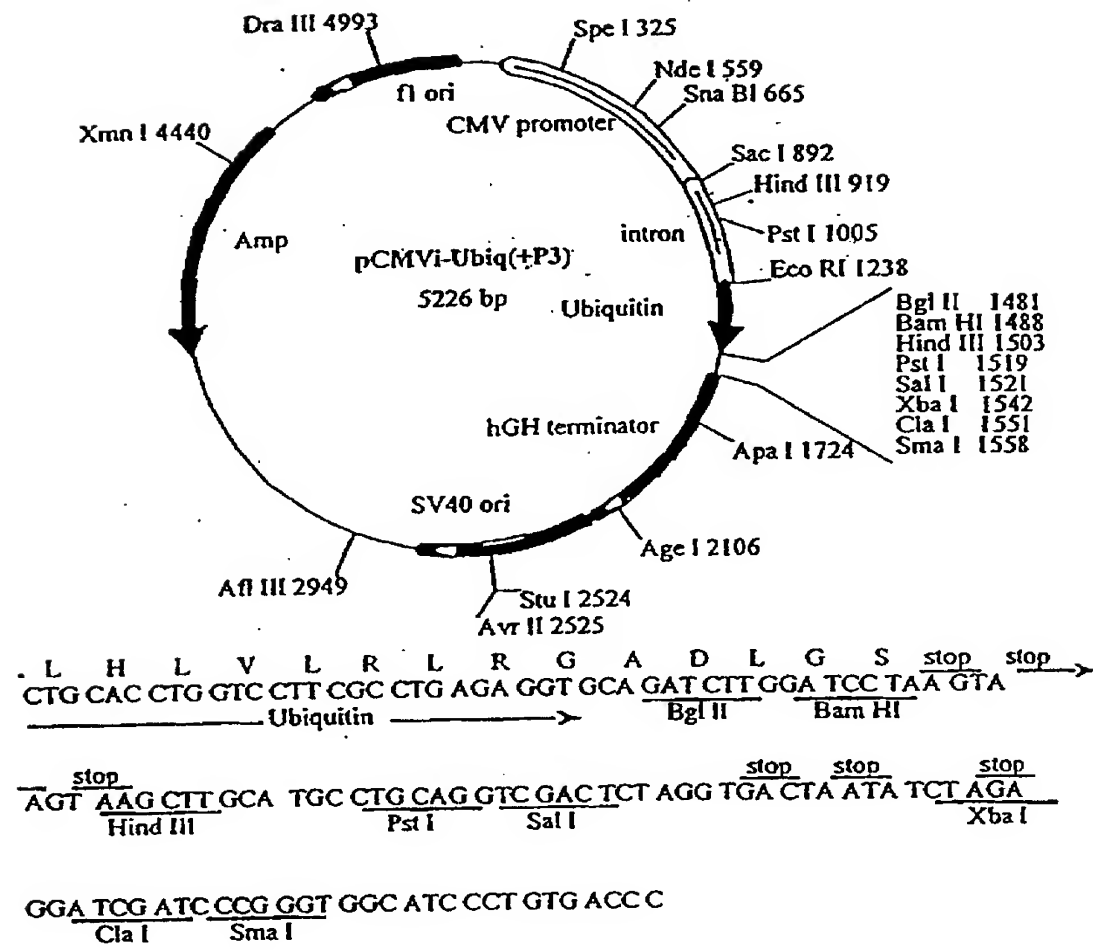 Dra III 4993
Spe I 325
Nde I 559
Sna BI 665
f1 ori
CMV promoter
Xmn I 4440
Sac I 892
Hind III 919
Amp
intron
Pst I 1005
pCMVi-Ubiq(+P3)
Eco RI 1238
5226 bp
Ubiquitin
Bgl II 1481
Bam HI 1488
Hind III 1503
Pst I 1519
Sal I 1521
Xba I 1542
Cla I 1551
Sma I 1558
hGH terminator
Apa I 1724
SV40 ori
Age I 2106
Afl III 2949
Stu I 2524
Avr II 2525
L H L V L R L R G A D L G S stop stop
CTG CAC CTG GTC CTT CGC CTG AGA GGT GCA GAT CTT GGA TCC TAA GTA
Ubiquitin Bgl II Bam HI
stop stop stop stop
AGT AAG CTT GCA TGC CTG CAG GTC GAC TCT AGG TGA CTA ATA TCT AGA
Hind III Pst I Sal I Xba I
GGA TCG ATC CCG GGT GGC ATC CCT GTG ACC C
Cla I Sma I